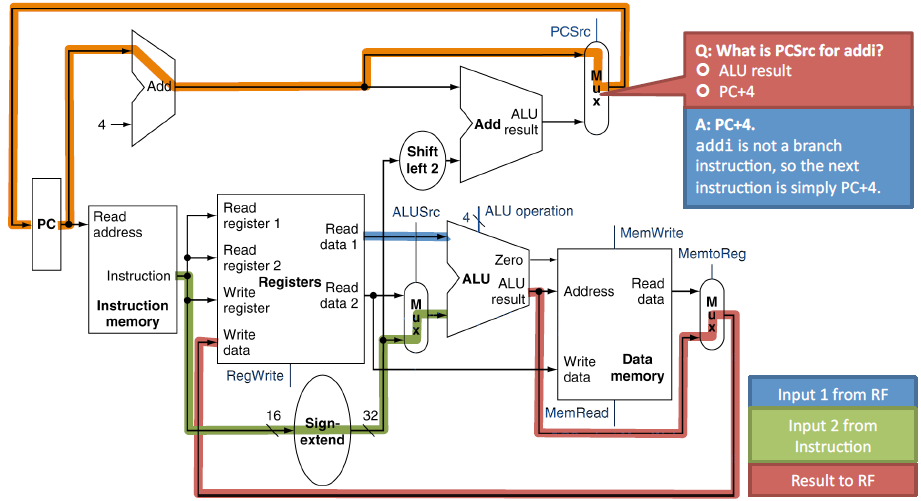 PCSrc
Q: What is PCSrc for addi?
ALU result
PC+4
A: PC+4.
addi is not a branch
instruction, so the next
instruction is simply PC+4.
Add
4
M
u
x
Add ALU
result
Shift
left 2
PC
Read
address
Instruction
Instruction
memory
Read
register 1
Read
register 2
Write
register
Write
data
Registers
Read
data 1
Read
data 2
RegWrite
ALUSrc
M
u
x
4
ALU operation
Zero
ALU
ALU
result
MemWrite
Address
Read
data
Write
data
Data
memory
MemRead
MemtoReg
M
u
x
16
Sign-
extend
32
Input 1 from RF
Input 2 from
Instruction
Result to RF